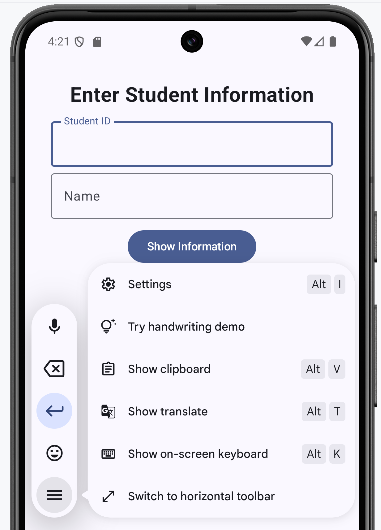 4:21
Enter Student Information
Student ID
Name
Show Information
Settings Alt I
Try handwriting demo
Show clipboard Alt V
Show translate Alt T
Show on-screen keyboard Alt K
Switch to horizontal toolbar